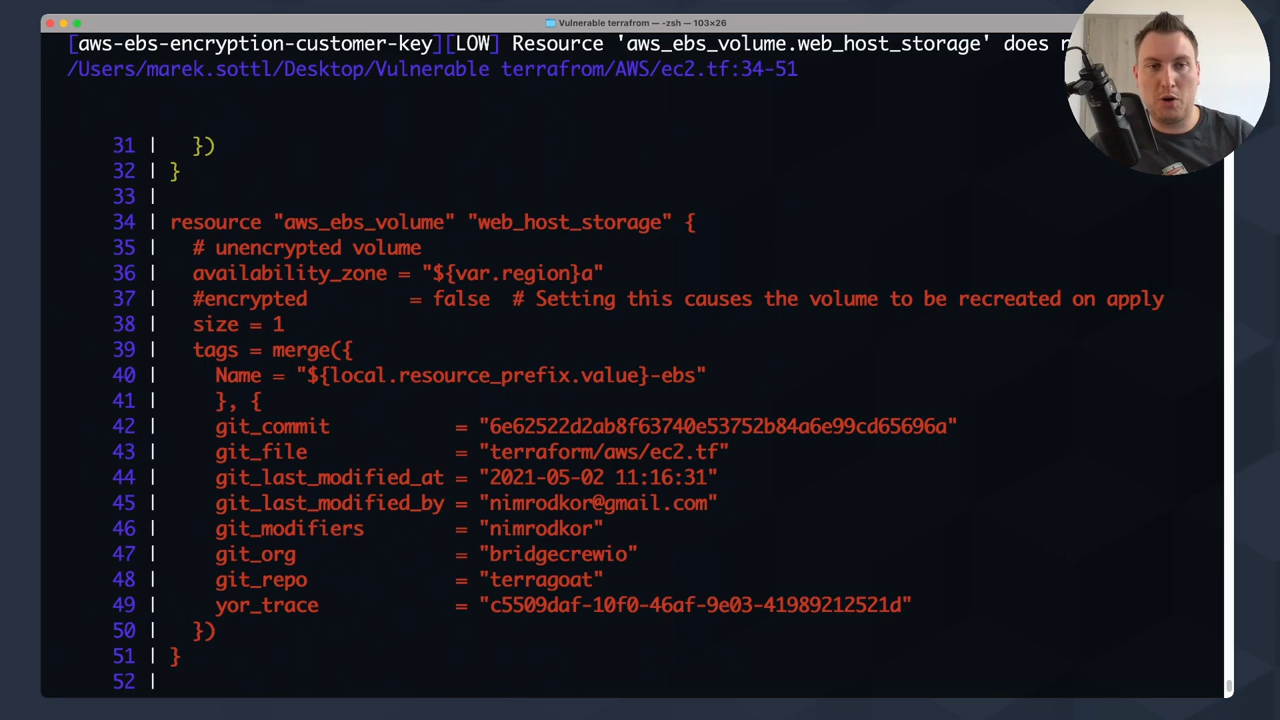 Vulnerable terrafrom — -zsh — 103×26
[aws-ebs-encryption-customer-key][LOW] Resource 'aws_ebs_volume.web_host_storage' does
/Users/marek.sottl/Desktop/Vulnerable terrafrom/AWS/ec2.tf:34-51
31 |   })
32 | }
33 |
34 | resource "aws_ebs_volume" "web_host_storage" {
35 |   # unencrypted volume
36 |   availability_zone = "${var.region}a"
37 |   #encrypted         = false  # Setting this causes the volume to be recreated on apply
38 |   size = 1
39 |   tags = merge({
40 |     Name = "${local.resource_prefix.value}-ebs"
41 |     }, {
42 |     git_commit           = "6e62522d2ab8f63740e53752b84a6e99cd65696a"
43 |     git_file             = "terraform/aws/ec2.tf"
44 |     git_last_modified_at = "2021-05-02 11:16:31"
45 |     git_last_modified_by = "nimrodkor@gmail.com"
46 |     git_modifiers        = "nimrodkor"
47 |     git_org              = "bridgecrewio"
48 |     git_repo             = "terragoat"
49 |     yor_trace            = "c5509daf-10f0-46af-9e03-41989212521d"
50 |   })
51 | }
52 |